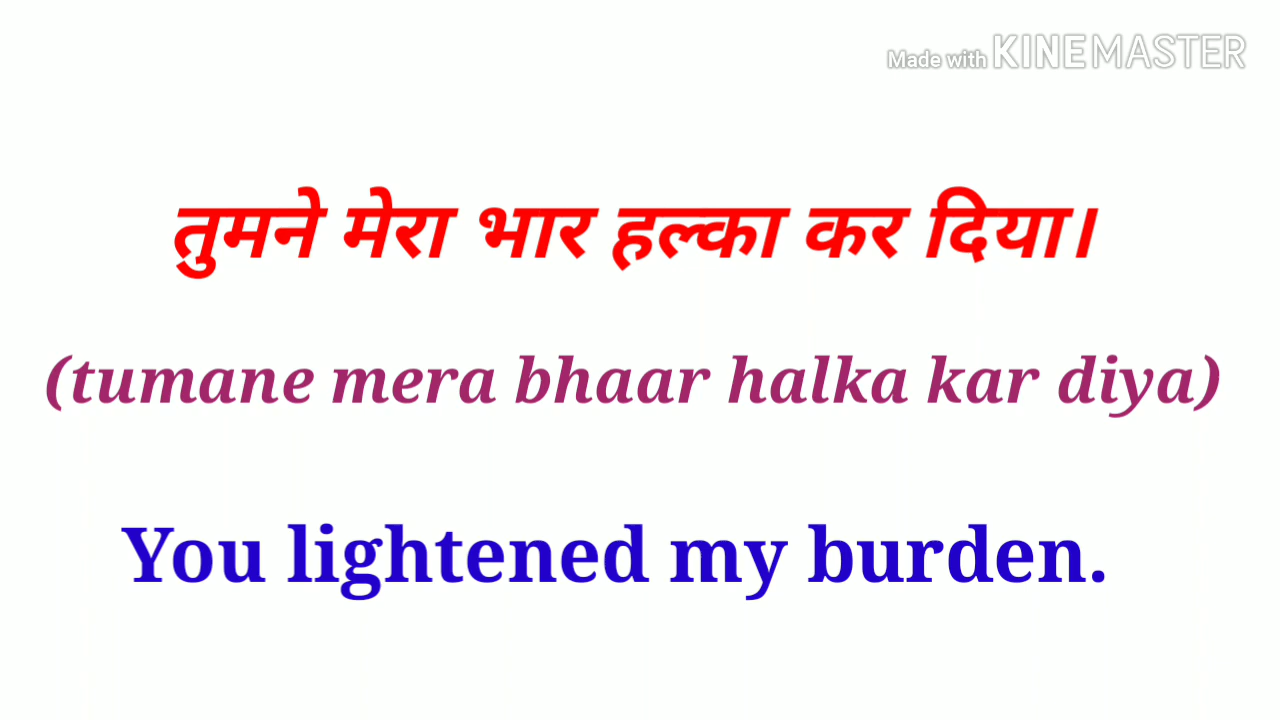 Made with KINEMASTER
तुमने मेरा भार हल्का कर दिया।
(tumane mera bhaar halka kar diya)
You lightened my burden.